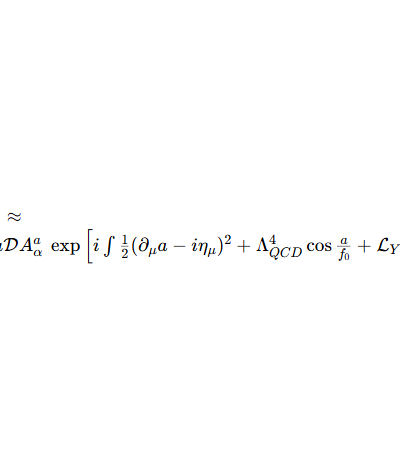 ≈
𝒟A^a_α exp [ i ∫ ½ (∂_μ a − iη_μ)² + Λ⁴_{QCD} cos a/f₀ + ℒ_Y